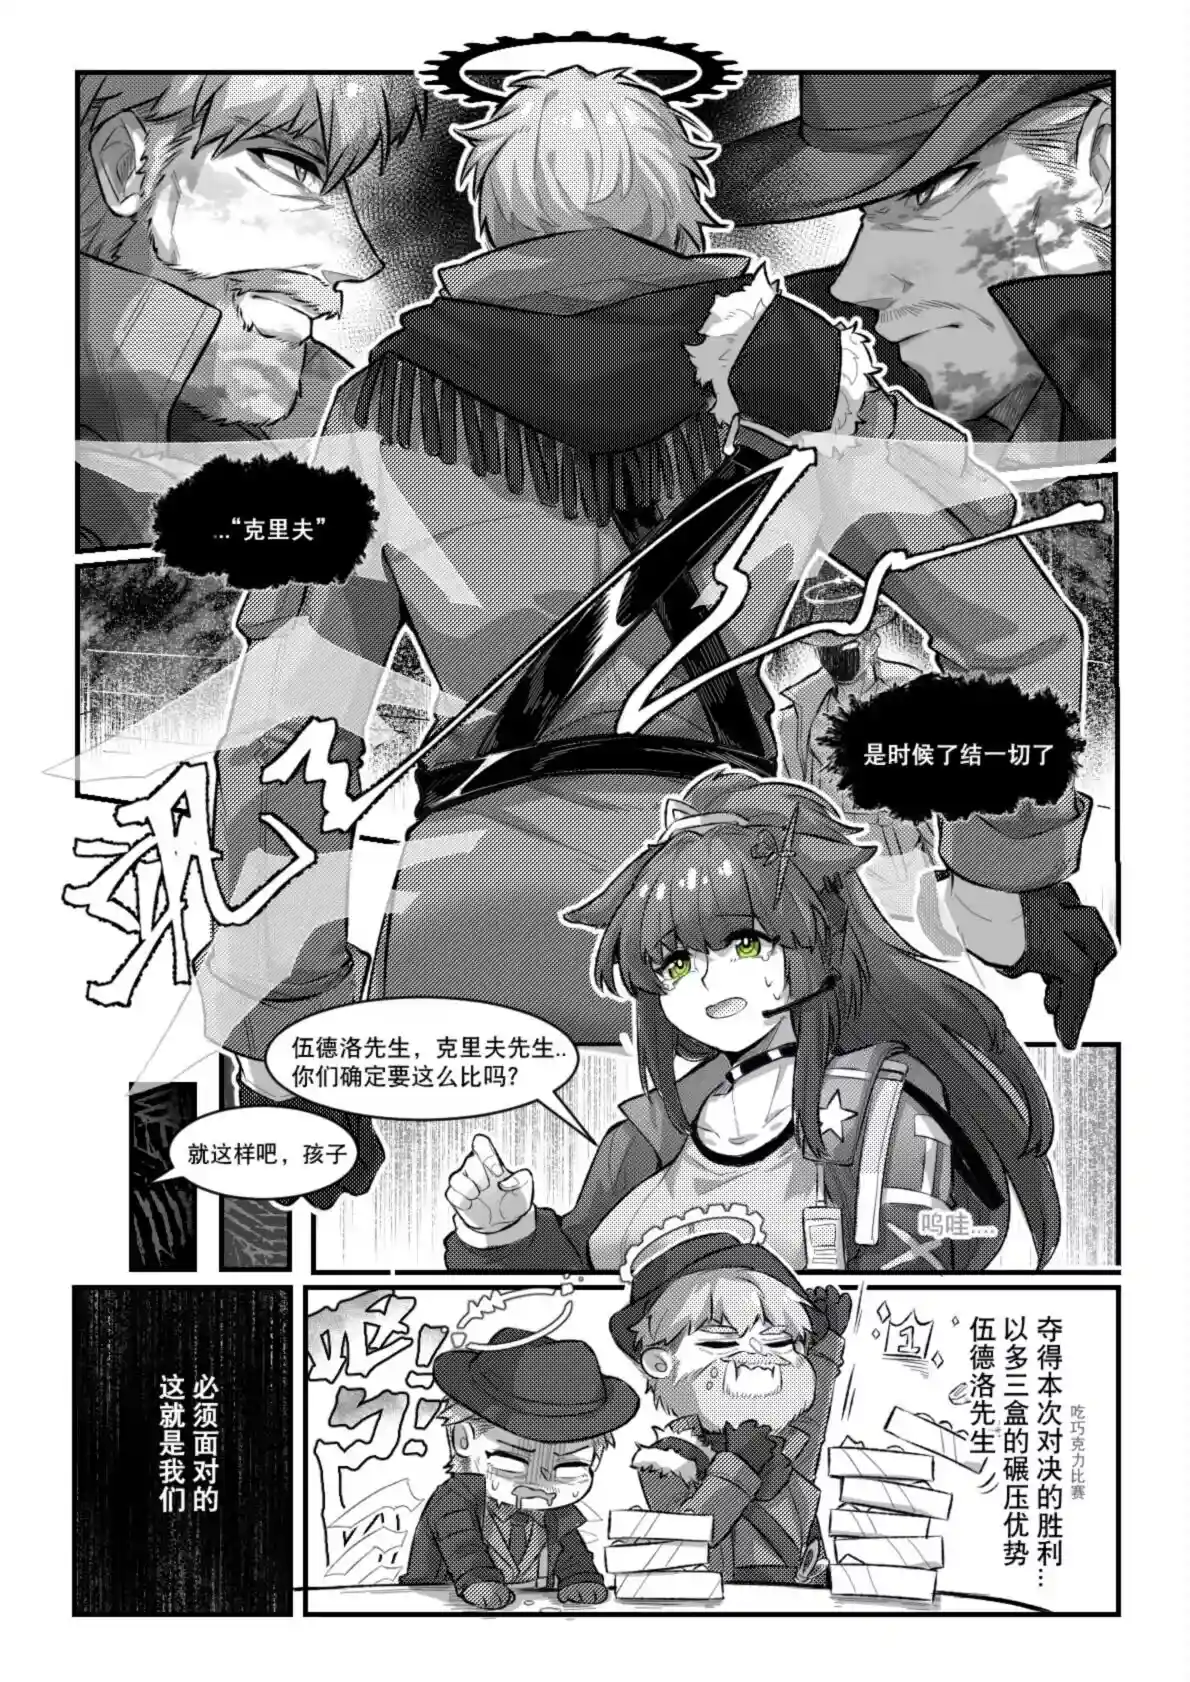 …“克里夫”
是时候了结一切了
伍德洛先生，克里夫先生..
你们确定要这么比吗？
就这样吧，孩子
呜哇....
这就是我们
必须面对的
吃巧克力比赛
夺得本次对决的胜利…
以多三盒的碾压优势
伍德洛先生
1